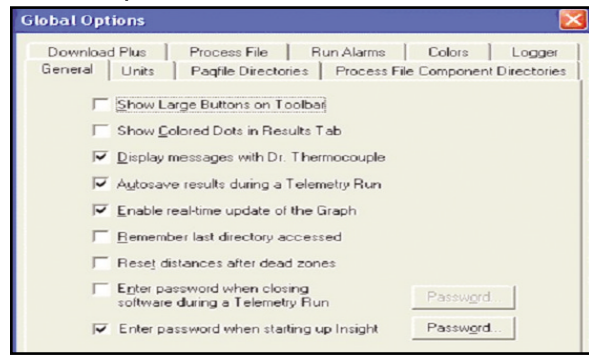 Global Options
Download Plus Process File Run Alarms Colors Logger
General Units Paqfile Directories Process File Component Directories
Show Large Buttons on Toolbar
Show Colored Dots in Results Tab
Display messages with Dr. Thermocouple
Autosave results during a Telemetry Run
Enable real-time update of the Graph
Remember last directory accessed
Reset distances after dead zones
Enter password when closing
software during a Telemetry Run
Password...
Enter password when starting up Insight Password...